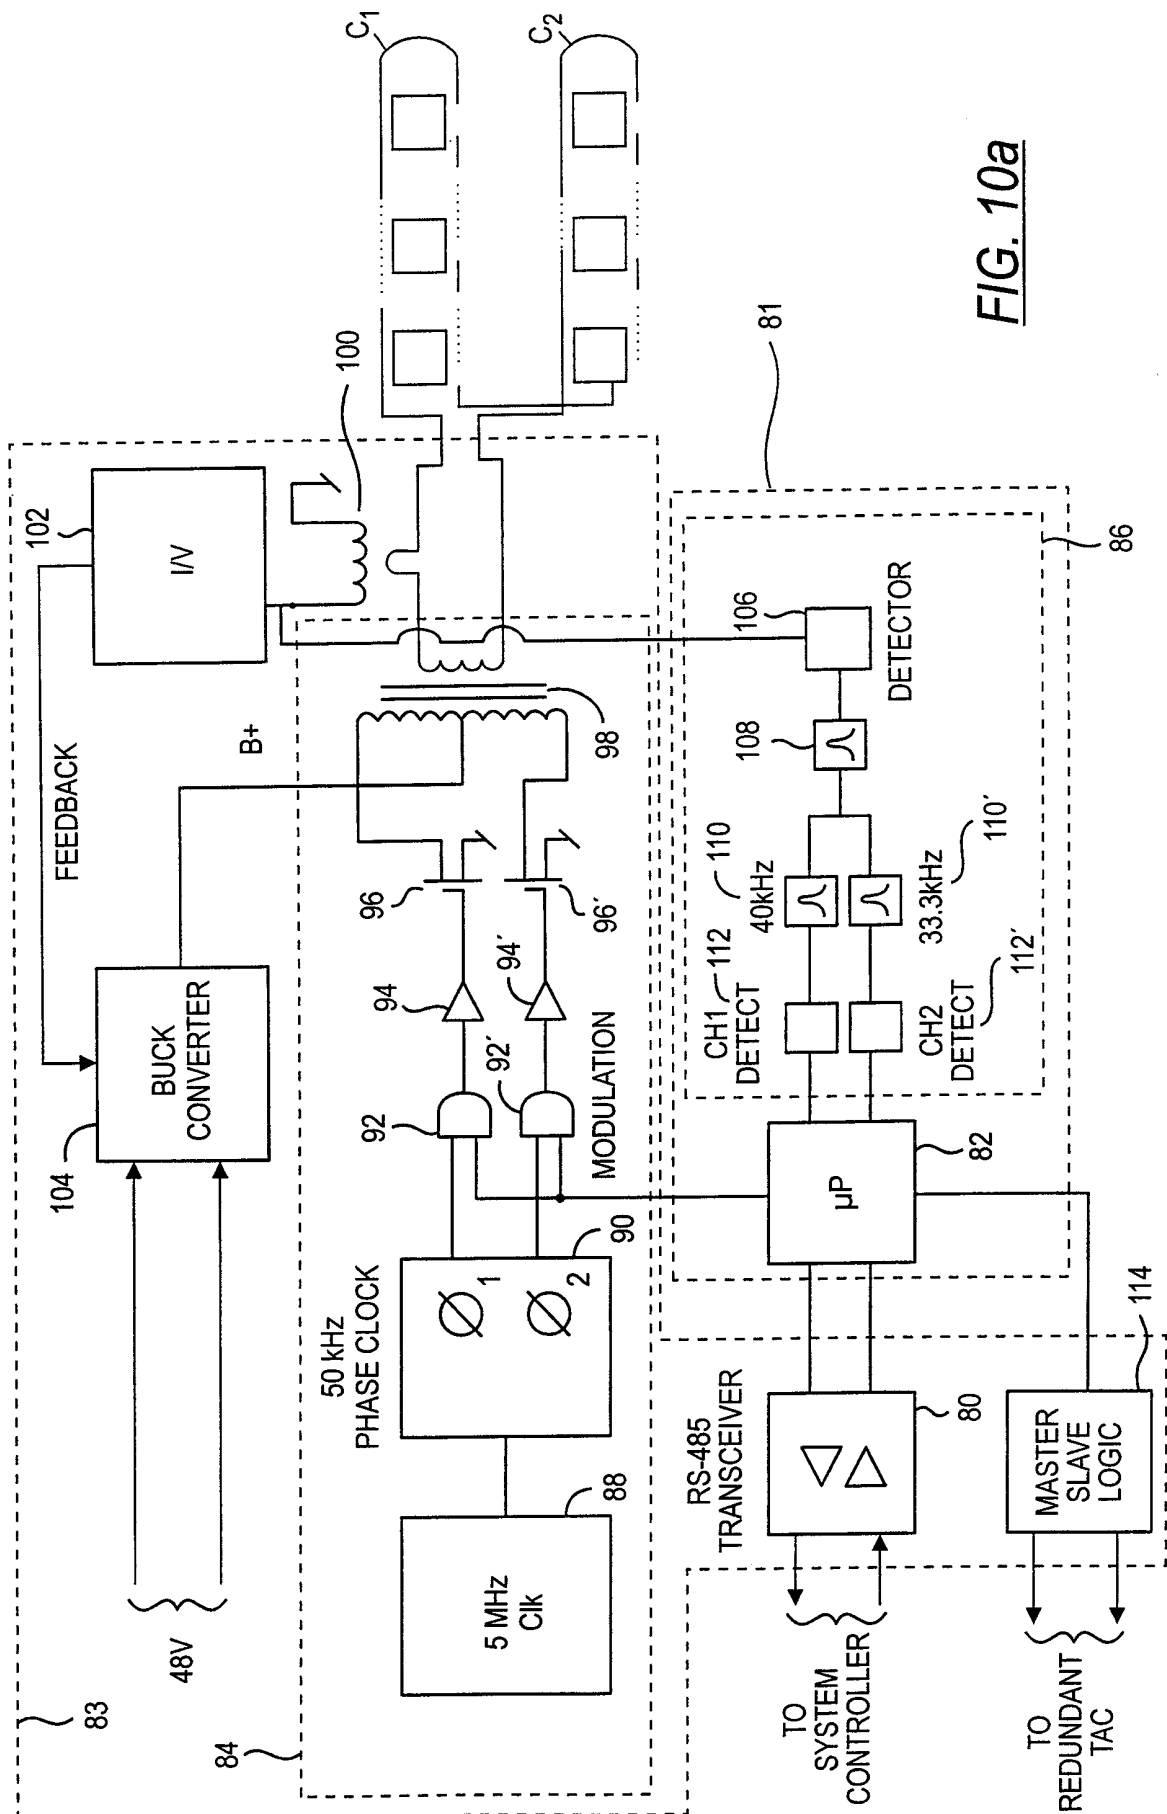 83
48V
104
BUCK
CONVERTER
FEEDBACK
B+
102
I/V
100
C1
C2
84
5 MHz
Clk
88
50 kHz
PHASE CLOCK
∅1
∅2
90
92
92′
MODULATION
94
94′
96
96′
98
TO
SYSTEM
CONTROLLER
RS-485
TRANSCEIVER
80
TO
REDUNDANT
TAC
MASTER
SLAVE
LOGIC
114
μP
82
CH1
DETECT
112
CH2
DETECT
112′
40kHz
110
33.3kHz
110′
108
106
DETECTOR
86
81
FIG. 10a